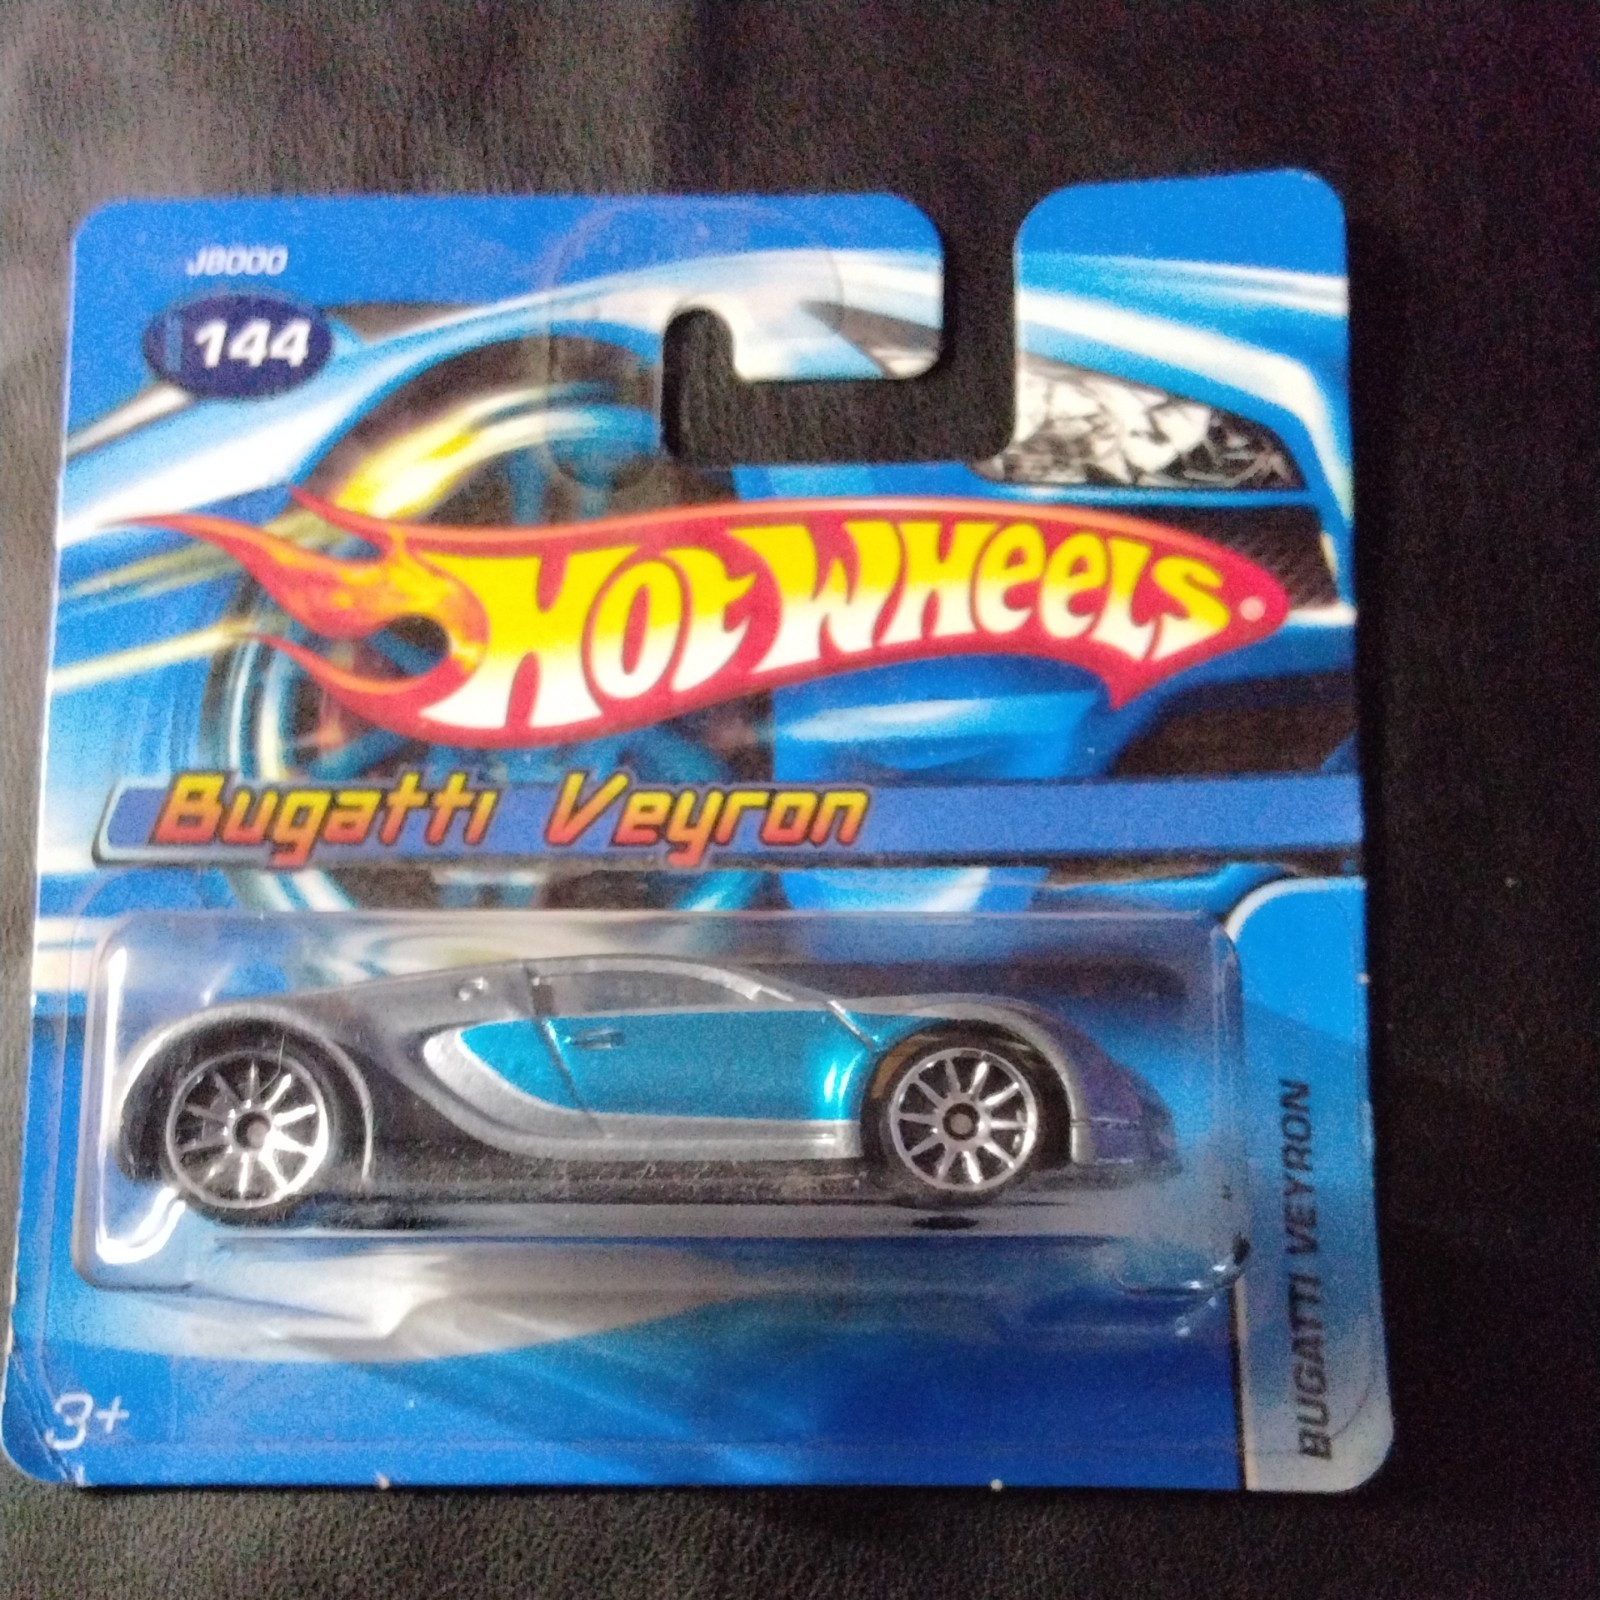 J8000
144
HOT WHEELS
Bugatti Veyron
BUGATTI VEYRON
3+